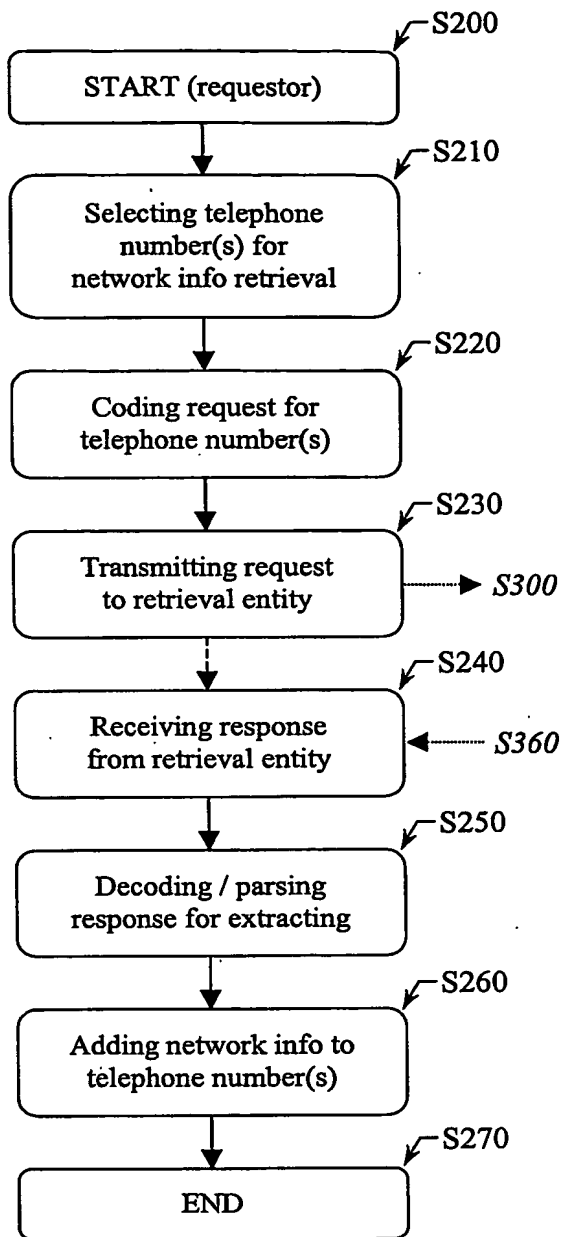 S200
START (requestor)
S210
Selecting telephone
number(s) for
network info retrieval
S220
Coding request for
telephone number(s)
S230
Transmitting request
to retrieval entity
S300
S240
Receiving response
from retrieval entity
S360
S250
Decoding / parsing
response for extracting
S260
Adding network info to
telephone number(s)
S270
END